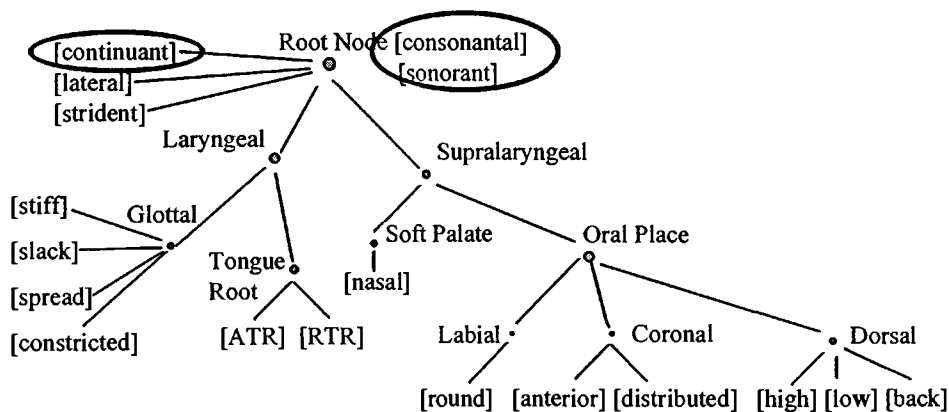 Root Node [consonantal]
[continuant]
[sonorant]
[lateral]
[strident]
Laryngeal
Supralaryngeal
[stiff]
Glottal
Soft Palate
Oral Place
[slack]
Tongue
Root
[nasal]
[spread]
[constricted]
[ATR] [RTR]
Labial
Coronal
Dorsal
[round]
[anterior] [distributed]
[high] [low] [back]